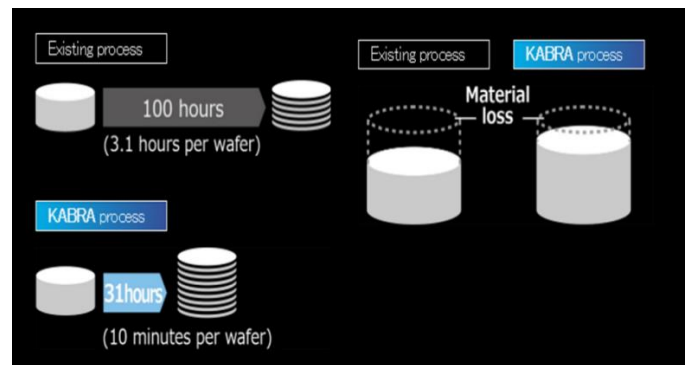 Existing process
100 hours
(3.1 hours per wafer)
KABRA process
31hours
(10 minutes per wafer)
Existing process
KABRA process
Material
loss